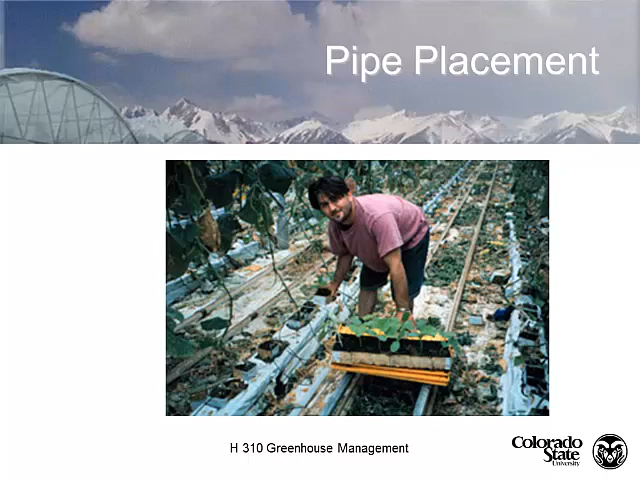 Pipe Placement
H 310 Greenhouse Management
Colorado
State
University